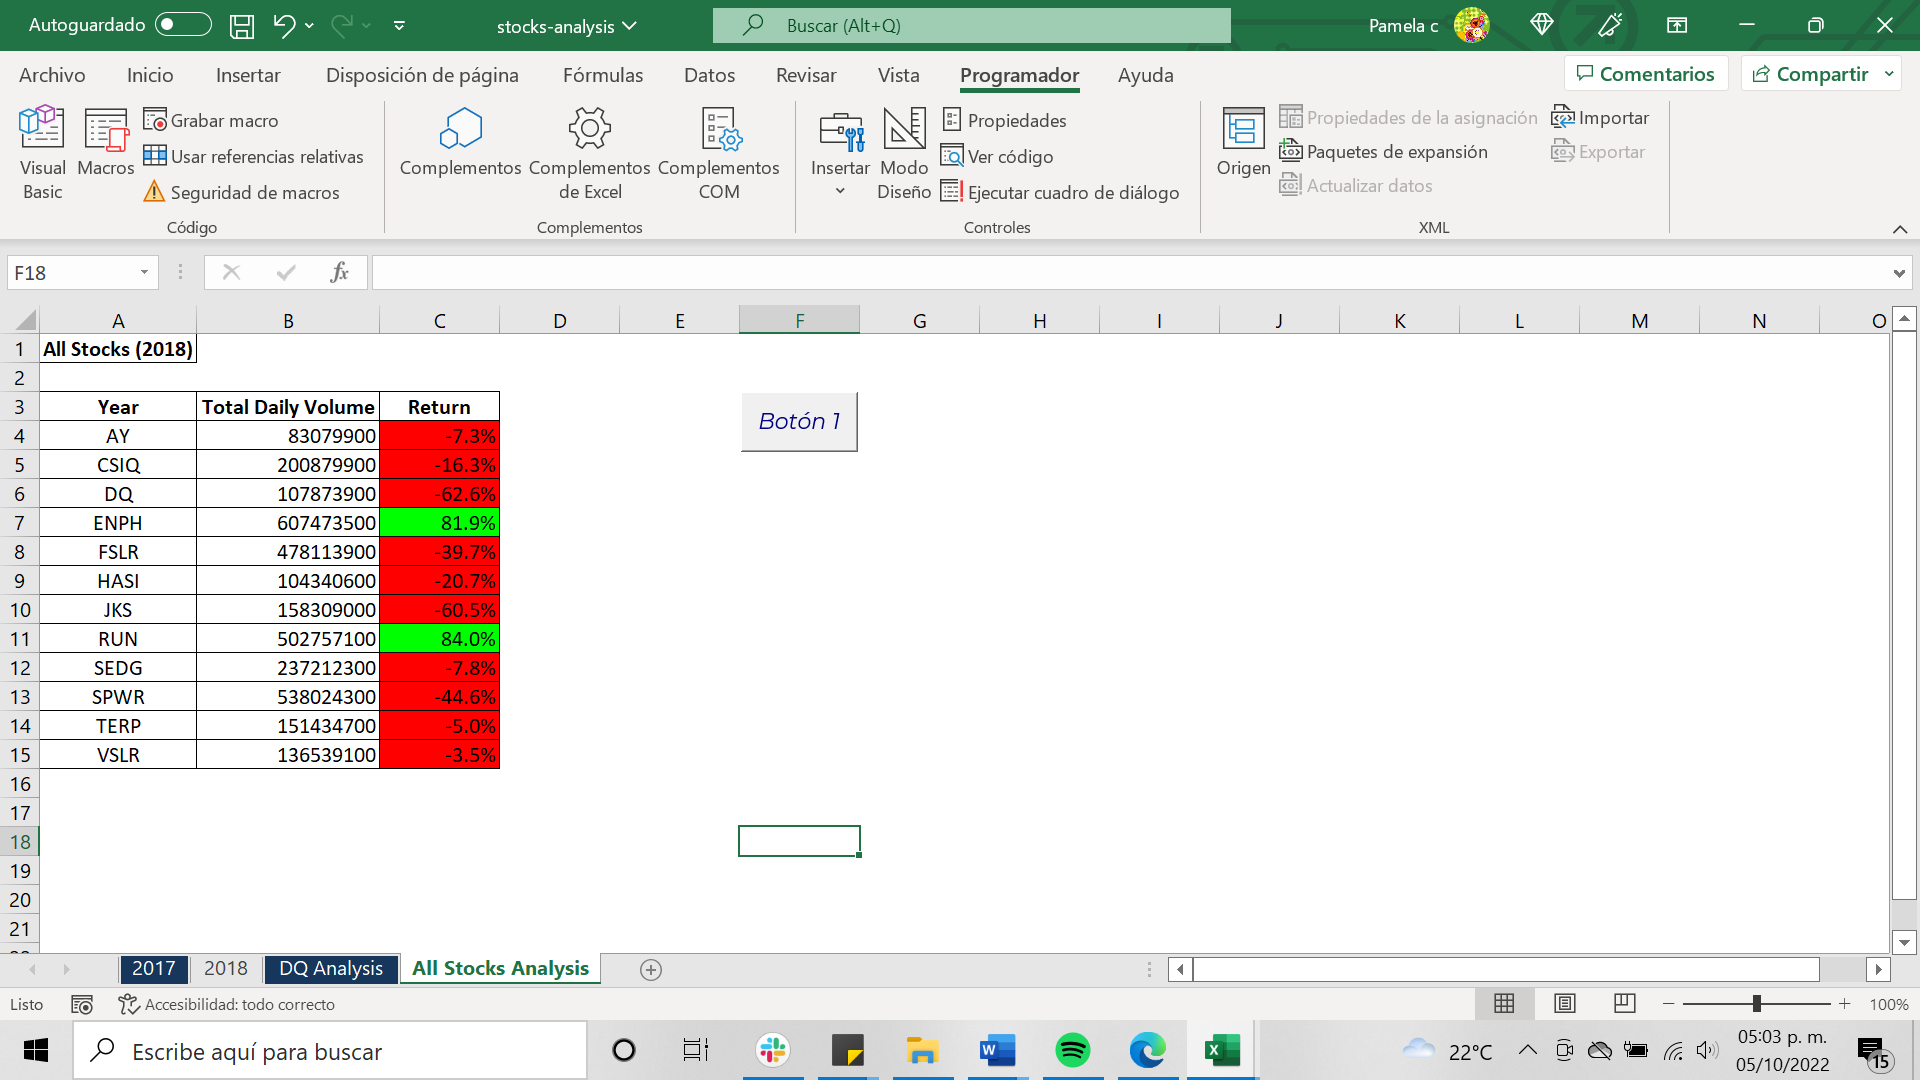 Autoguardado
stocks-analysis
Buscar (Alt+Q)
Pamela c
Archivo Inicio Insertar Disposición de página Fórmulas Datos Revisar Vista Programador Ayuda
Comentarios Compartir
Visual Basic
Macros
Grabar macro
Usar referencias relativas
Seguridad de macros
Código
Complementos
Complementos de Excel
Complementos COM
Complementos
Insertar
Modo Diseño
Propiedades
Ver código
Ejecutar cuadro de diálogo
Controles
Origen
Propiedades de la asignación
Paquetes de expansión
Actualizar datos
Importar
Exportar
XML
F18
fx
A B C D E F G H I J K L M N O
1 All Stocks (2018)
2
3 Year Total Daily Volume Return
Botón 1
4 AY 83079900 -7.3%
5 CSIQ 200879900 -16.3%
6 DQ 107873900 -62.6%
7 ENPH 607473500 81.9%
8 FSLR 478113900 -39.7%
9 HASI 104340600 -20.7%
10 JKS 158309000 -60.5%
11 RUN 502757100 84.0%
12 SEDG 237212300 -7.8%
13 SPWR 538024300 -44.6%
14 TERP 151434700 -5.0%
15 VSLR 136539100 -3.5%
16
17
18
19
20
21
2017 2018 DQ Analysis All Stocks Analysis
Listo
Accesibilidad: todo correcto
100%
Escribe aquí para buscar
22°C
05:03 p. m.
05/10/2022
15